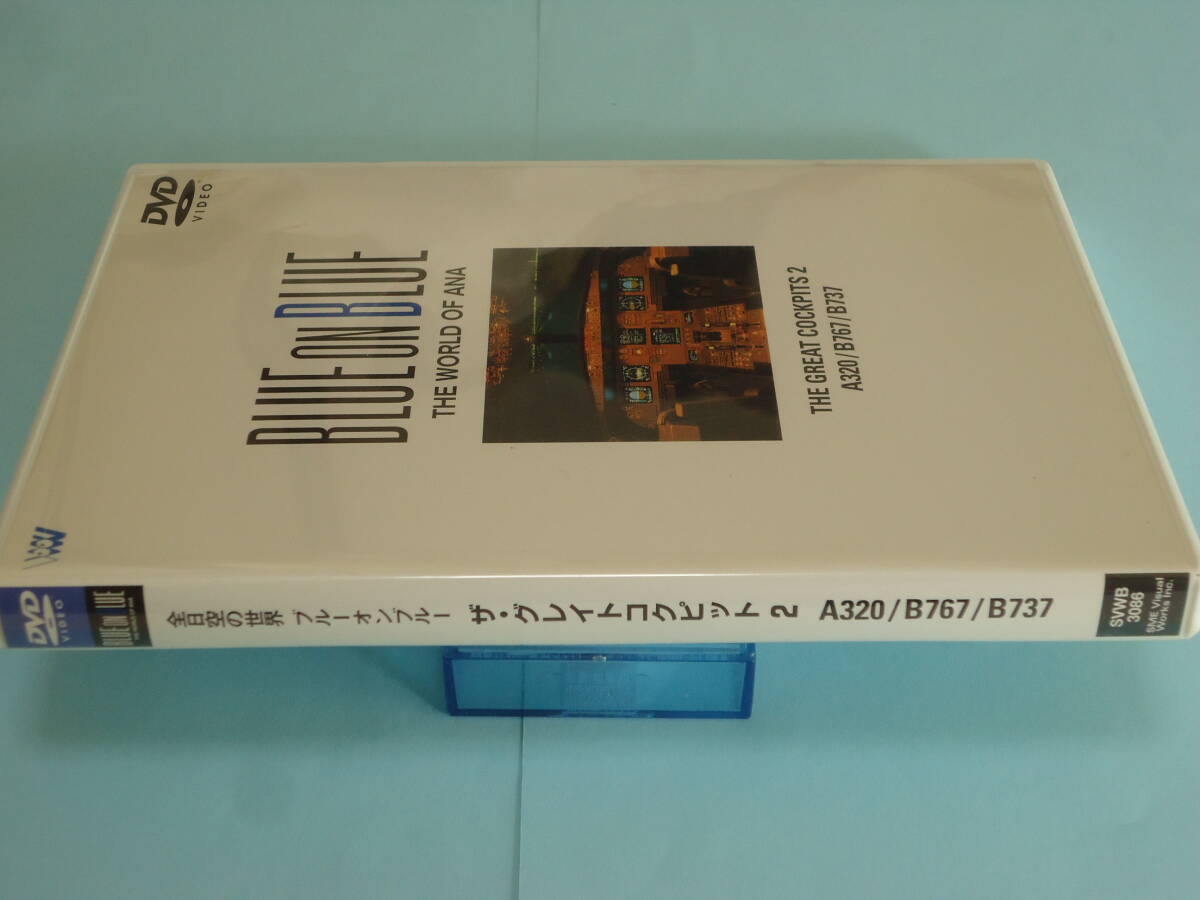 DVD
VIDEO
BLUE ON
BLUE
THE WORLD OF ANA
THE GREAT COCKPITS 2
A320/B767/B737
DVD
VIDEO
BLUE ON BLUE
全日空の世界 ブルーオンブルー ザ・グレイトコクピット 2 A320/B767/B737
SWWB
3086
SME Visual
Works Inc.